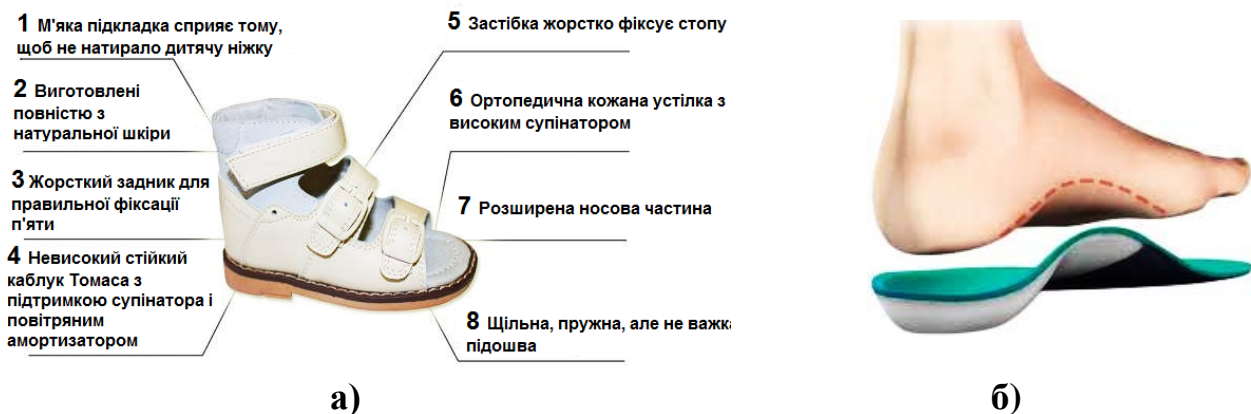 1 М'яка підкладка сприяє тому,
щоб не натирало дитячу ніжку
2 Виготовлені
повністю з
натуральної шкіри
3 Жорсткий задник для
правильної фіксації
п'яти
4 Невисокий стійкий
каблук Томаса з
підтримкою супінатора і
повітряним
амортизатором
5 Застібка жорстко фіксує стопу
6 Ортопедична кожана устілка з
високим супінатором
7 Розширена носова частина
8 Щільна, пружна, але не важка
підошва
а)
б)